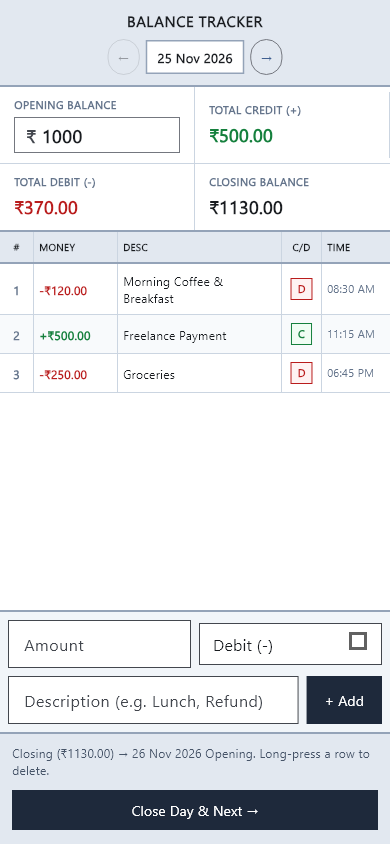 BALANCE TRACKER
← 25 Nov 2026 →
OPENING BALANCE
₹ 1000
TOTAL CREDIT (+)
₹500.00
TOTAL DEBIT (-)
₹370.00
CLOSING BALANCE
₹1130.00
# MONEY DESC C/D TIME
1 -₹120.00 Morning Coffee &
Breakfast D 08:30 AM
2 +₹500.00 Freelance Payment C 11:15 AM
3 -₹250.00 Groceries D 06:45 PM
Amount
Debit (-)
Description (e.g. Lunch, Refund)
+ Add
Closing (₹1130.00) → 26 Nov 2026 Opening. Long-press a row to
delete.
Close Day & Next →